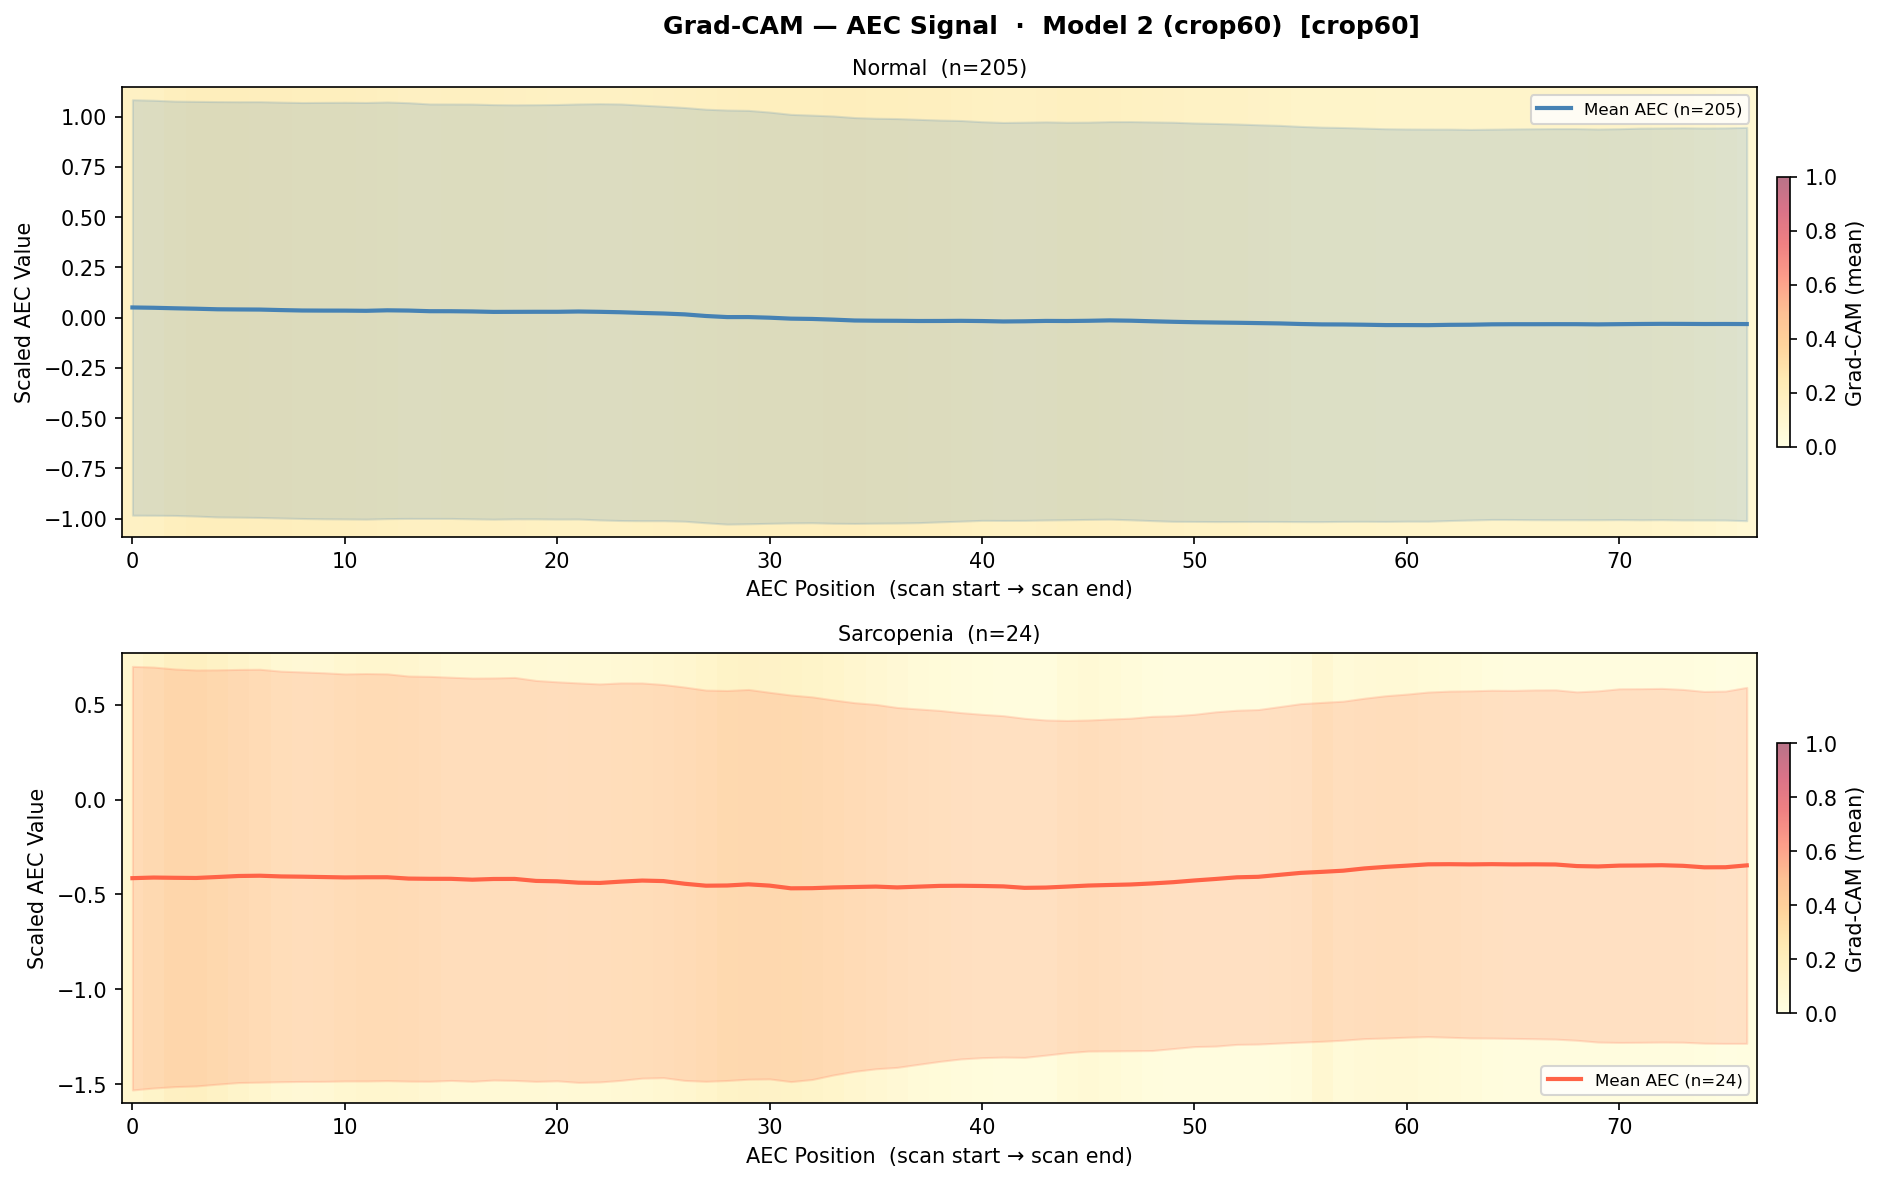 Grad-CAM — AEC Signal · Model 2 (crop60) [crop60]
Normal (n=205)
Mean AEC (n=205)
1.00
0.75
0.50
0.25
0.00
−0.25
−0.50
−0.75
−1.00
Scaled AEC Value
0 10 20 30 40 50 60 70
AEC Position (scan start → scan end)
1.0
0.8
0.6
0.4
0.2
0.0
Grad-CAM (mean)
Sarcopenia (n=24)
0.5
0.0
−0.5
−1.0
−1.5
Scaled AEC Value
Mean AEC (n=24)
0 10 20 30 40 50 60 70
AEC Position (scan start → scan end)
1.0
0.8
0.6
0.4
0.2
0.0
Grad-CAM (mean)